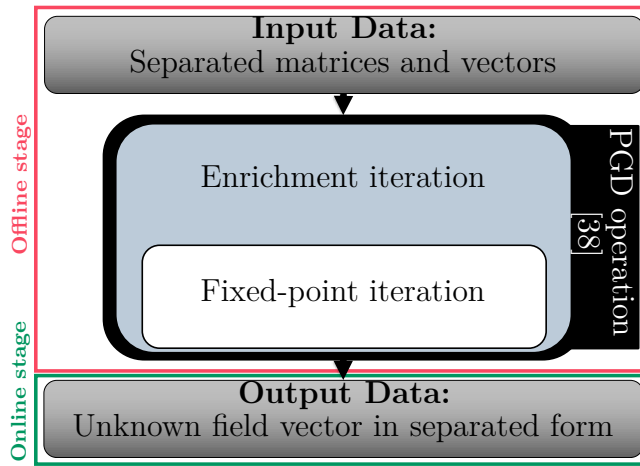 Input Data:
Separated matrices and vectors
Offline stage
Enrichment iteration
Fixed-point iteration
PGD operation
[38]
Online stage
Output Data:
Unknown field vector in separated form